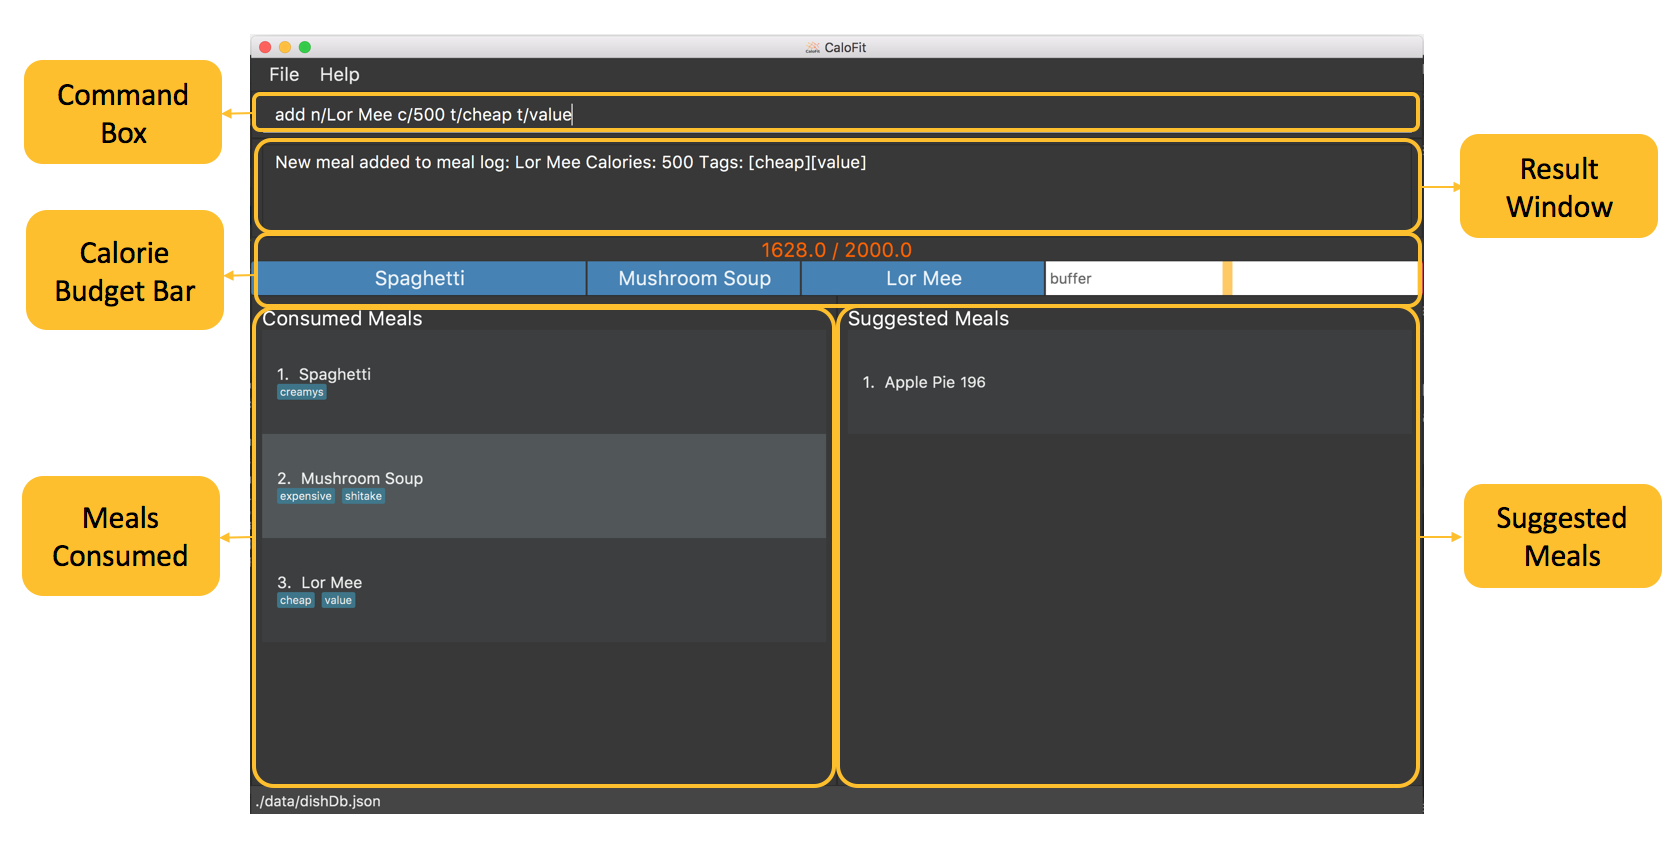 CaloFit
File Help
Command
Box
add n/Lor Mee c/500 t/cheap t/value
New meal added to meal log: Lor Mee Calories: 500 Tags: [cheap][value]
Result
Window
Calorie
Budget Bar
1628.0 / 2000.0
Spaghetti Mushroom Soup Lor Mee buffer
Consumed Meals
1. Spaghetti
creamys
2. Mushroom Soup
expensive shitake
3. Lor Mee
cheap value
Meals
Consumed
Suggested Meals
1. Apple Pie 196
Suggested
Meals
./data/dishDb.json